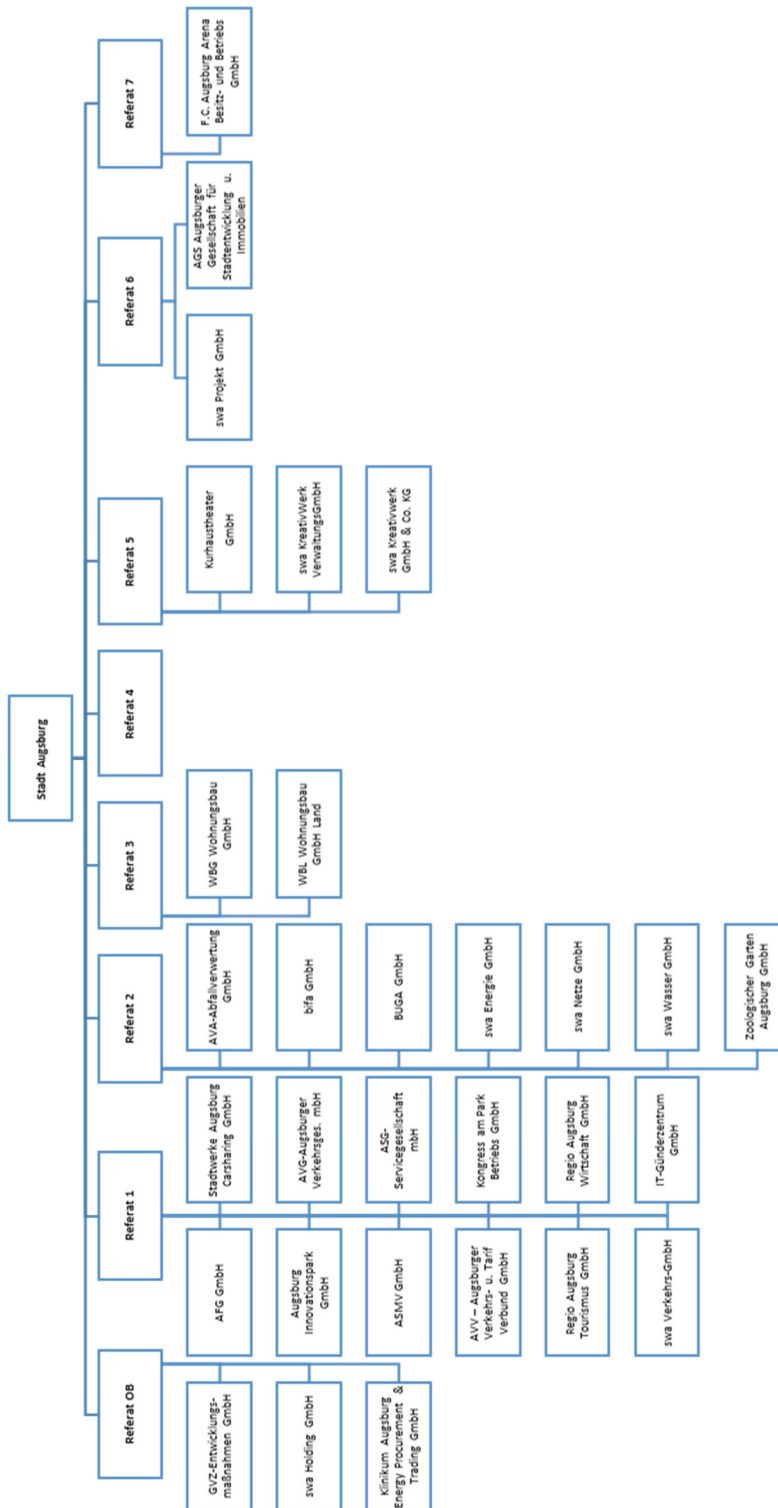 Stadt Augsburg
Referat OB
GVZ-Entwicklungs-
maßnahmen GmbH
swa Holding GmbH
Klinikum Augsburg
Energy Procurement &
Trading GmbH
Referat 1
AFG GmbH
Stadtwerke Augsburg
Carsharing GmbH
Augsburg
Innovationspark
GmbH
AVG-Augsburger
Verkehrsges. mbH
ASMV GmbH
ASG-
Servicegesellschaft
mbH
AVV – Augsburger
Verkehrs- u. Tarif
Verbund GmbH
Kongress am Park
Betriebs GmbH
Regio Augsburg
Tourismus GmbH
Regio Augsburg
Wirtschaft GmbH
swa Verkehrs-GmbH
IT-Günderzentrum
GmbH
Referat 2
AVA-Abfallverwertung
GmbH
bifa GmbH
BUGA GmbH
swa Energie GmbH
swa Netze GmbH
swa Wasser GmbH
Zoologischer Garten
Augsburg GmbH
Referat 3
WBG Wohnungsbau
GmbH
WBL Wohnungsbau
GmbH Land
Referat 4
Referat 5
Kurhaustheater
GmbH
swa KreativWerk
VerwaltungsGmbH
swa Kreativwerk
GmbH & Co. KG
Referat 6
swa Projekt GmbH
AGS Augsburger
Gesellschaft für
Stadtentwicklung u.
Immobilien
Referat 7
F.C. Augsburg Arena
Besitz- und Betriebs
GmbH